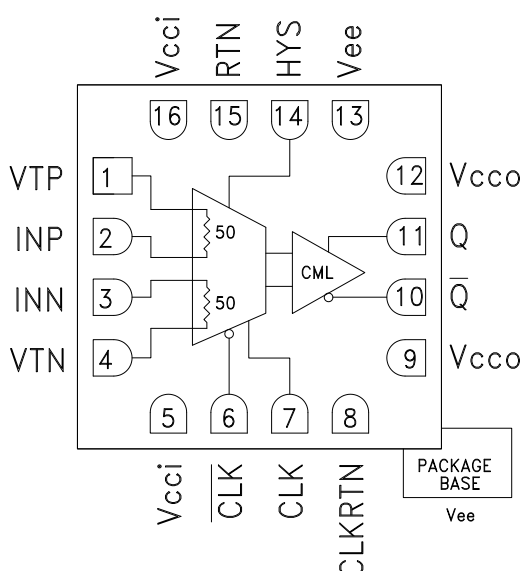 Vcci
RTN
HYS
Vee
16
15
14
13
VTP
1
12
Vcco
INP
2
50
11
Q
CML
INN
3
50
10
Q̅
VTN
4
9
Vcco
5
6
7
8
Vcci
C̅L̅K̅
CLK
CLKRTN
PACKAGE
BASE
Vee